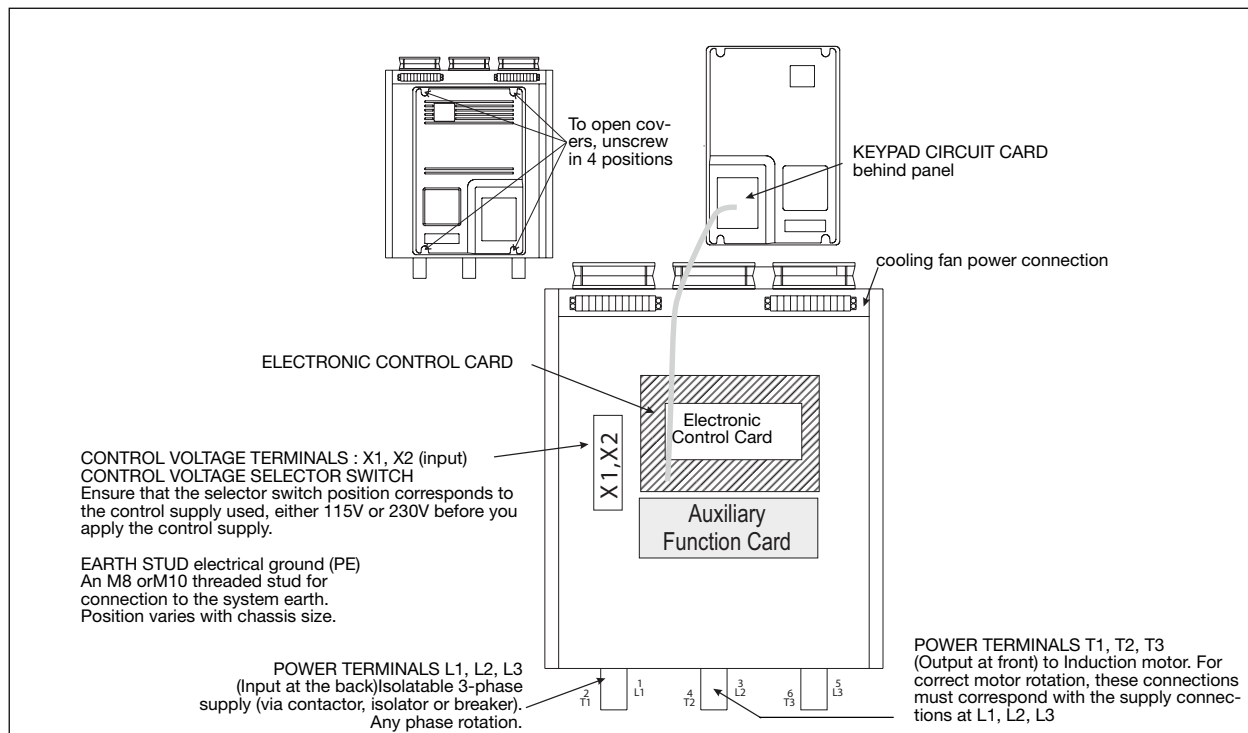 To open cov-
ers, unscrew
in 4 positions
KEYPAD CIRCUIT CARD
behind panel
cooling fan power connection
ELECTRONIC CONTROL CARD
Electronic
Control Card
X1,X2
CONTROL VOLTAGE TERMINALS : X1, X2 (input)
CONTROL VOLTAGE SELECTOR SWITCH
Ensure that the selector switch position corresponds to
the control supply used, either 115V or 230V before you
apply the control supply.
Auxiliary
Function Card
EARTH STUD electrical ground (PE)
An M8 orM10 threaded stud for
connection to the system earth.
Position varies with chassis size.
POWER TERMINALS L1, L2, L3
(Input at the back)Isolatable 3-phase
supply (via contactor, isolator or breaker).
Any phase rotation.
2
T1
1
L1
4
T2
3
L2
6
T3
5
L3
POWER TERMINALS T1, T2, T3
(Output at front) to Induction motor. For
correct motor rotation, these connections
must correspond with the supply connec-
tions at L1, L2, L3